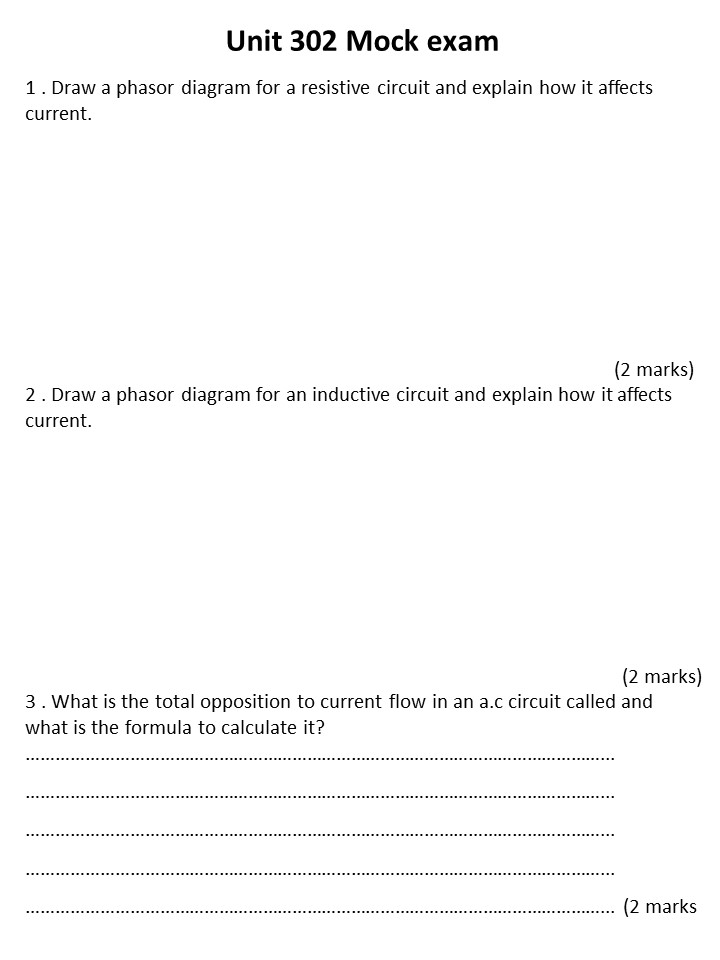 Unit 302 Mock exam
1 . Draw a phasor diagram for a resistive circuit and explain how it affects
current.
(2 marks)
2 . Draw a phasor diagram for an inductive circuit and explain how it affects
current.
(2 marks)
3 . What is the total opposition to current flow in an a.c circuit called and
what is the formula to calculate it?
........................................................................................................................
........................................................................................................................
........................................................................................................................
........................................................................................................................
........................................................................................................................ (2 marks